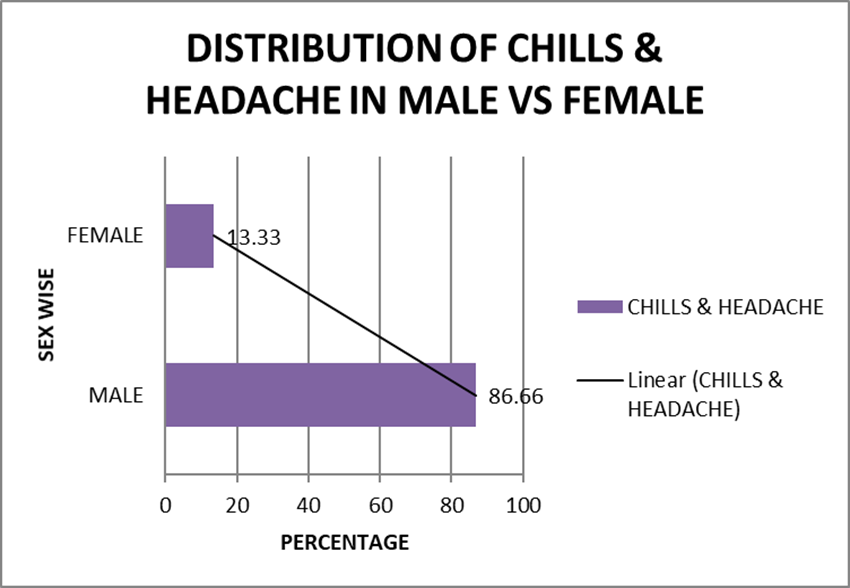 DISTRIBUTION OF CHILLS &
HEADACHE IN MALE VS FEMALE
SEX WISE
FEMALE
13.33
MALE
86.66
0 20 40 60 80 100
PERCENTAGE
CHILLS & HEADACHE
Linear (CHILLS &
HEADACHE)